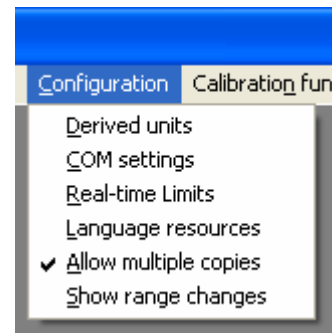 Configuration Calibration fun
Derived units
COM settings
Real-time Limits
Language resources
Allow multiple copies
Show range changes